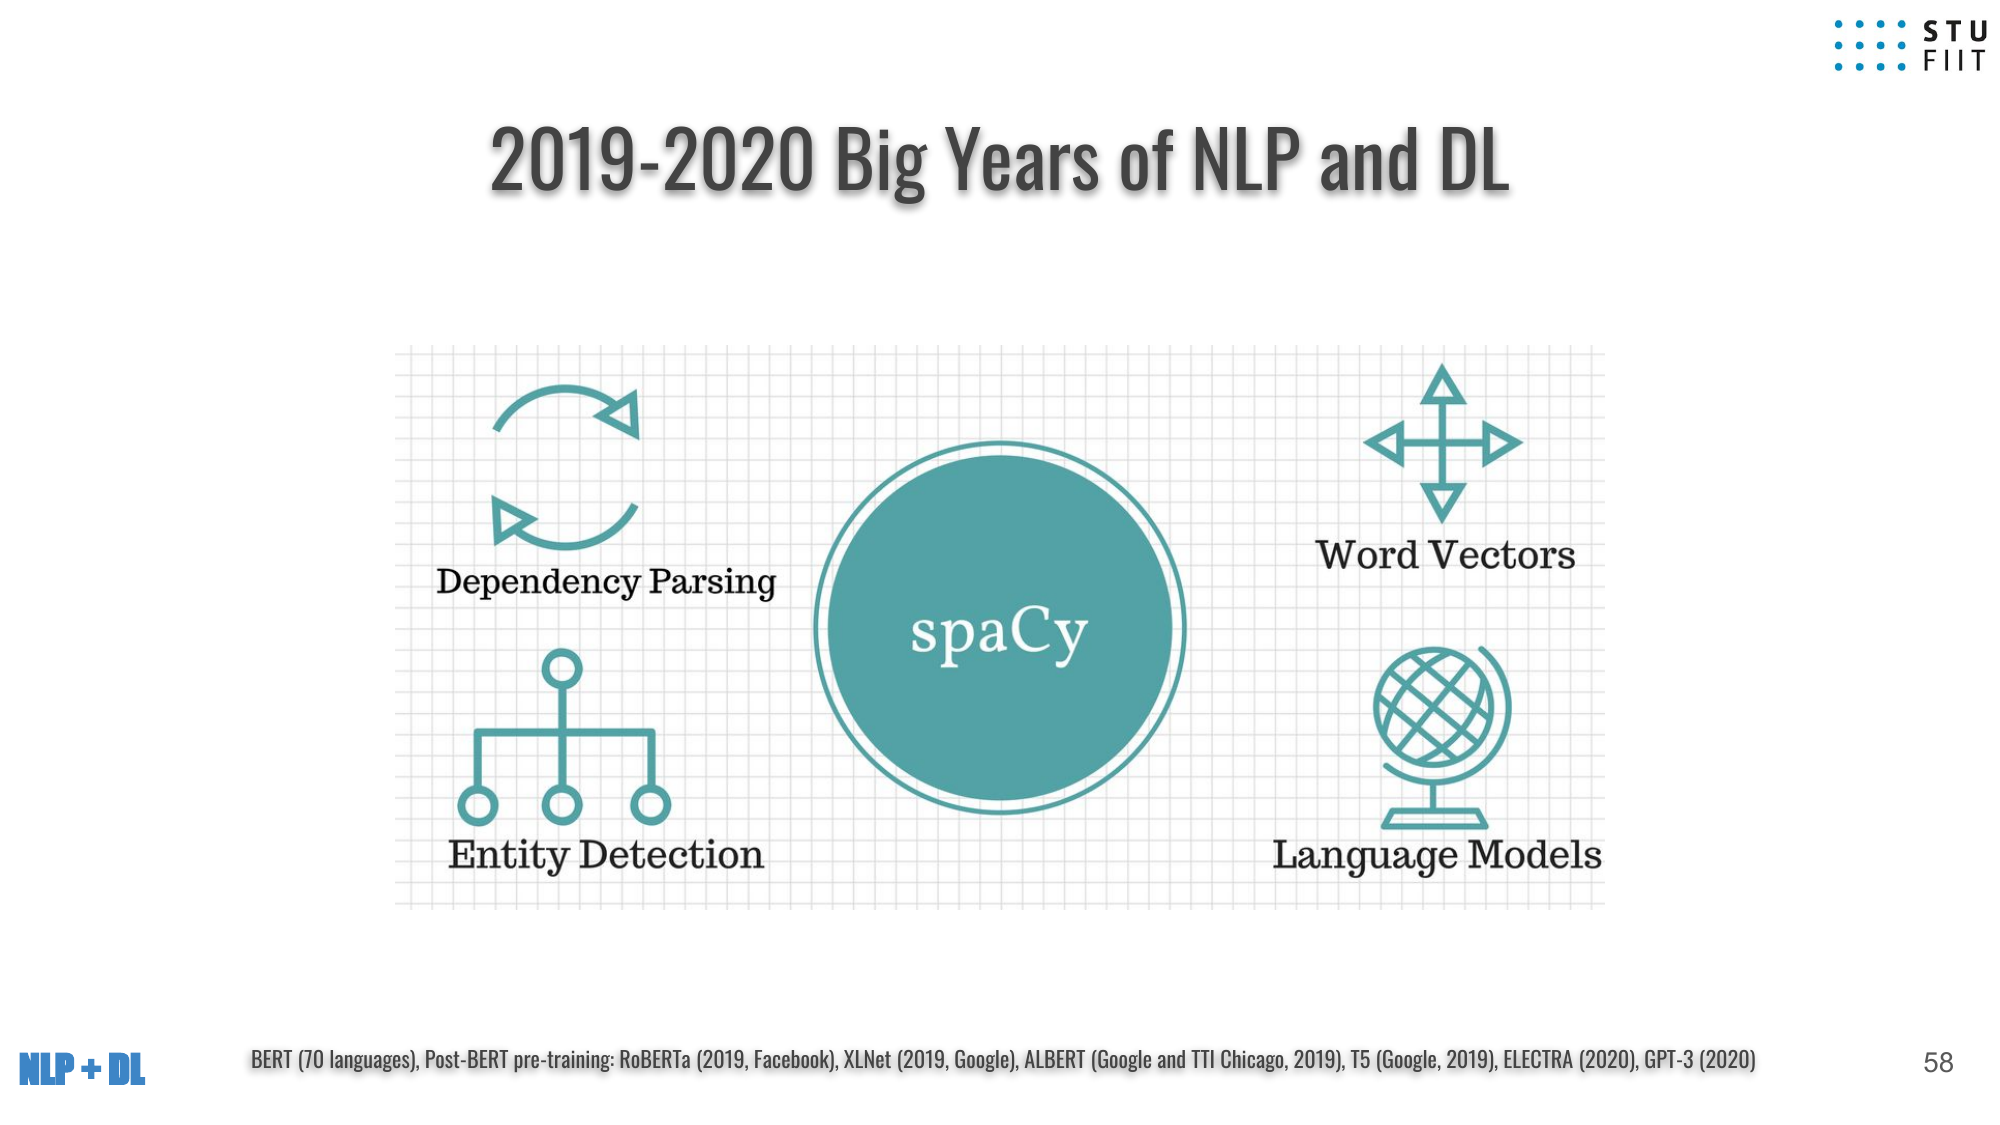 STU
FIIT
2019-2020 Big Years of NLP and DL
Dependency Parsing
Word Vectors
spaCy
Entity Detection
Language Models
NLP + DL
BERT (70 languages), Post-BERT pre-training: RoBERTa (2019, Facebook), XLNet (2019, Google), ALBERT (Google and TTI Chicago, 2019), T5 (Google, 2019), ELECTRA (2020), GPT-3 (2020)
58